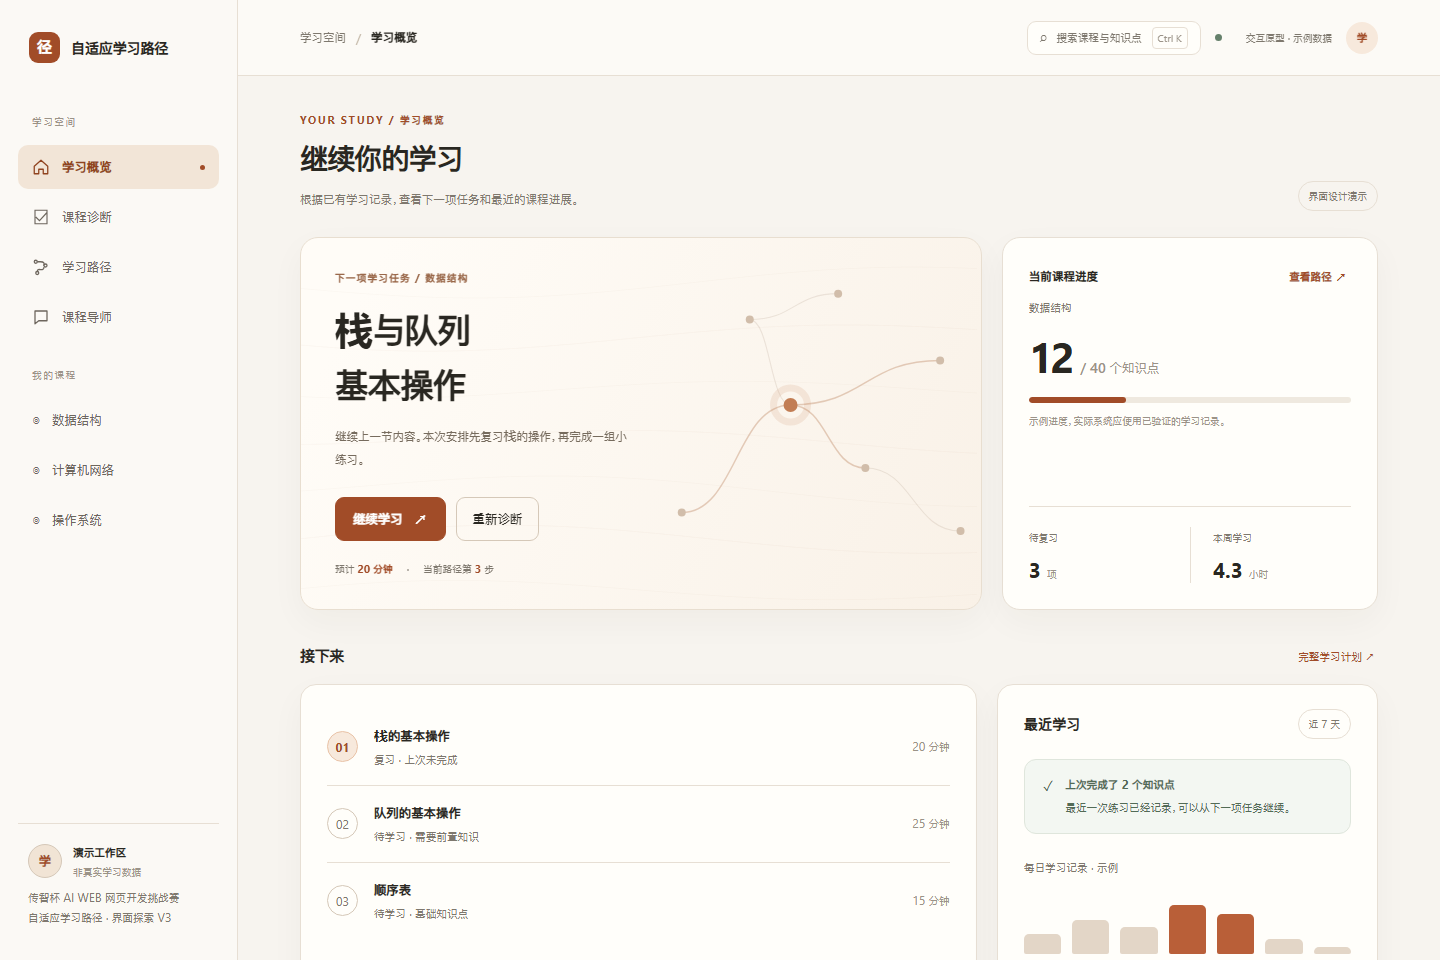 径 自适应学习路径
学习空间
学习概览
课程诊断
学习路径
课程导师
我的课程
数据结构
计算机网络
操作系统
学 演示工作区
非真实学习数据
传智杯 AI WEB 网页开发挑战赛
自适应学习路径 · 界面探索 V3
学习空间 / 学习概览
搜索课程与知识点 Ctrl K
交互原型 · 示例数据 学
YOUR STUDY / 学习概览
继续你的学习
根据已有学习记录，查看下一项任务和最近的课程进展。
界面设计演示
下一项学习任务 / 数据结构
栈与队列
基本操作
继续上一节内容。本次安排先复习栈的操作，再完成一组小
练习。
继续学习 ↗ 重新诊断
预计 20 分钟 · 当前路径第 3 步
当前课程进度 查看路径 ↗
数据结构
12 / 40 个知识点
示例进度，实际系统应使用已验证的学习记录。
待复习 本周学习
3 项 4.3 小时
接下来 完整学习计划 ↗
01 栈的基本操作 20 分钟
复习 · 上次未完成
02 队列的基本操作 25 分钟
待学习 · 需要前置知识
03 顺序表 15 分钟
待学习 · 基础知识点
最近学习 近 7 天
✓ 上次完成了 2 个知识点
最近一次练习已经记录，可以从下一项任务继续。
每日学习记录 · 示例